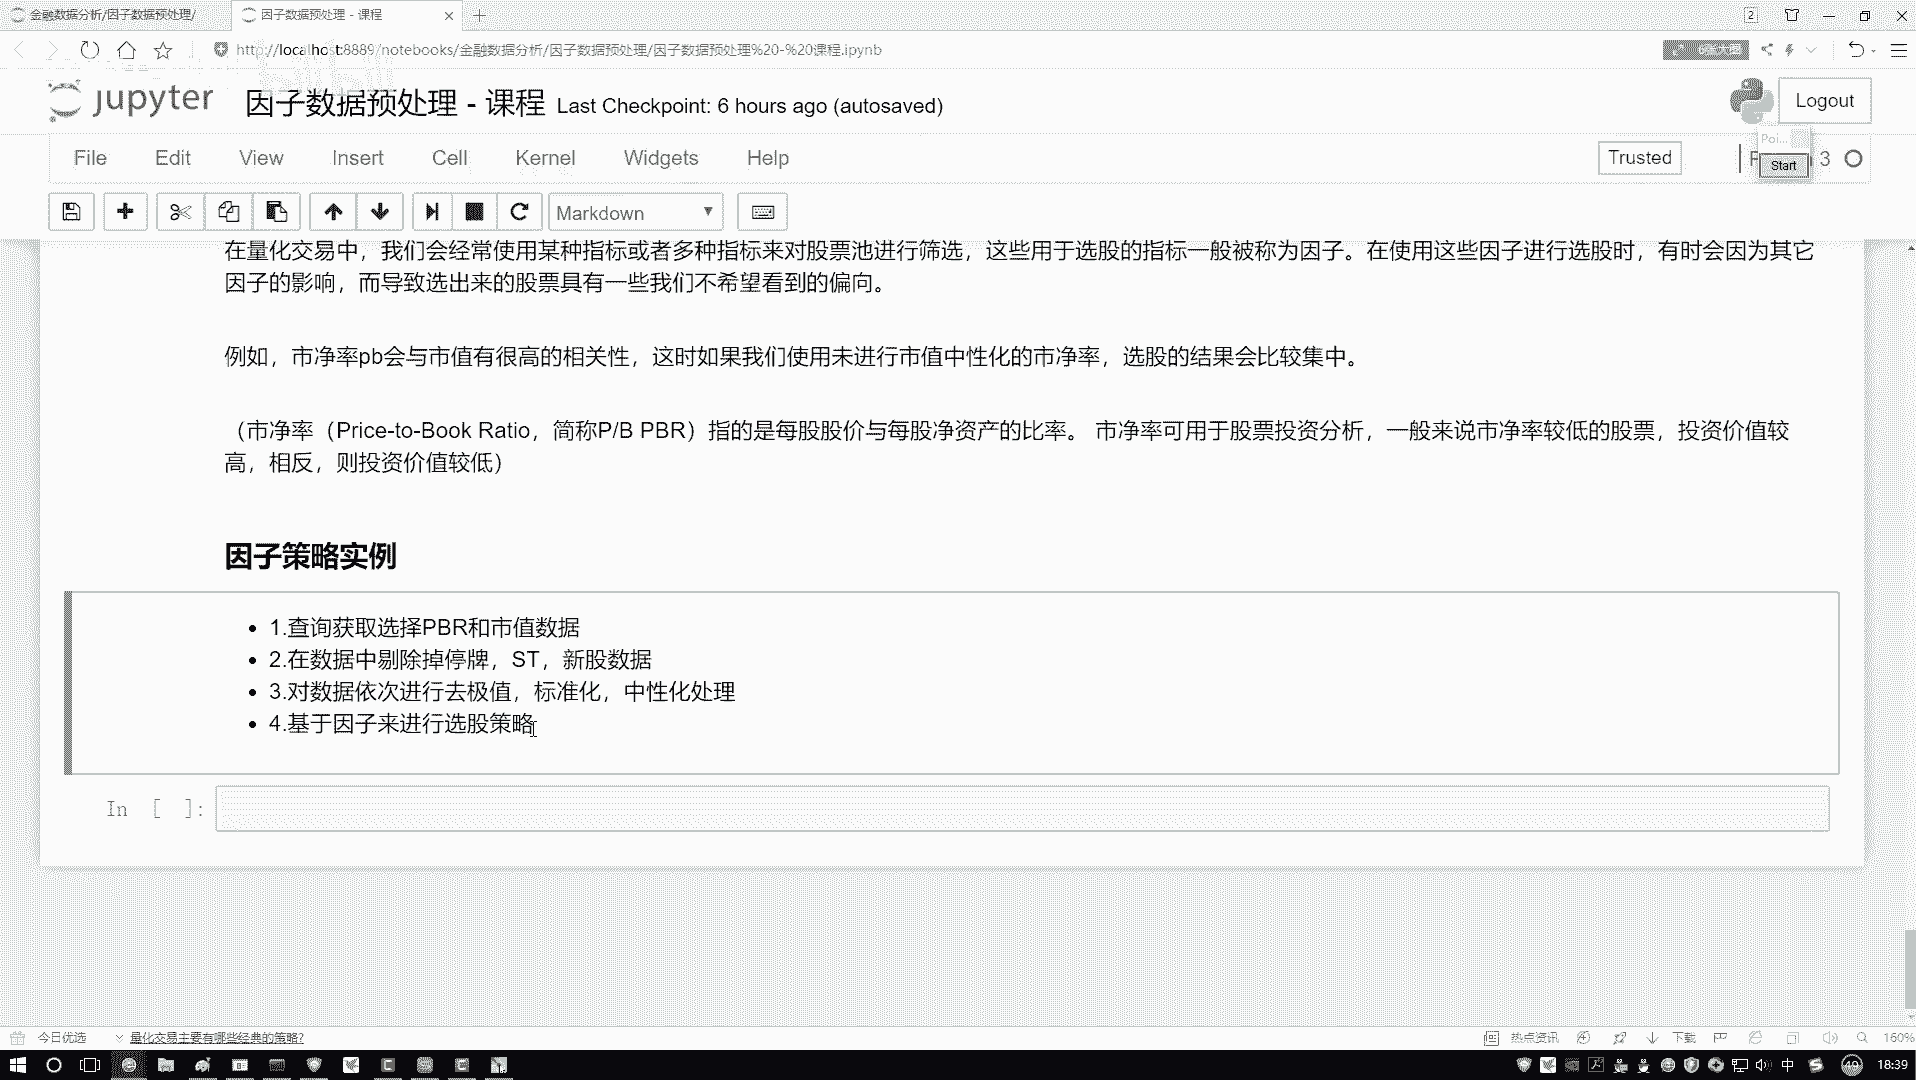 金融数据分析/因子数据预处理/
因子数据预处理 - 课程
2
http://localhost:8889/notebooks/金融数据分析/因子数据预处理/因子数据预处理%20-%20课程.ipynb
jupyter
因子数据预处理 - 课程
Last Checkpoint: 6 hours ago (autosaved)
Logout
File Edit View Insert Cell Kernel Widgets Help
Trusted
Poi...
Start
3
Markdown
在量化交易中，我们会经常使用某种指标或者多种指标来对股票池进行筛选，这些用于选股的指标一般被称为因子。在使用这些因子进行选股时，有时会因为其它
因子的影响，而导致选出来的股票具有一些我们不希望看到的偏向。
例如，市净率pb会与市值有很高的相关性，这时如果我们使用未进行市值中性化的市净率，选股的结果会比较集中。
（市净率（Price-to-Book Ratio，简称P/B PBR）指的是每股股价与每股净资产的比率。 市净率可用于股票投资分析，一般来说市净率较低的股票，投资价值较
高，相反，则投资价值较低）
因子策略实例
• 1.查询获取选择PBR和市值数据
• 2.在数据中剔除掉停牌，ST，新股数据
• 3.对数据依次进行去极值，标准化，中性化处理
• 4.基于因子来进行选股策略
In [ ]:
今日优选
量化交易主要有哪些经典的策略?
热点资讯
下载
160%
中
18:39